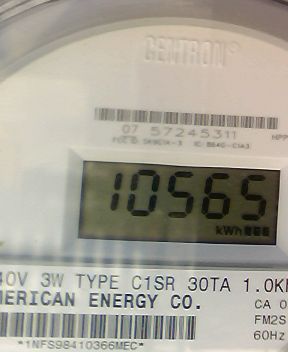 CENTRON®
07 57245311
HPP
10565
kWh
40V 3W TYPE C1SR 30TA 1.0K
MERICAN ENERGY CO.
CA 0
FM2S
60Hz
*1NFS98410366MEC*